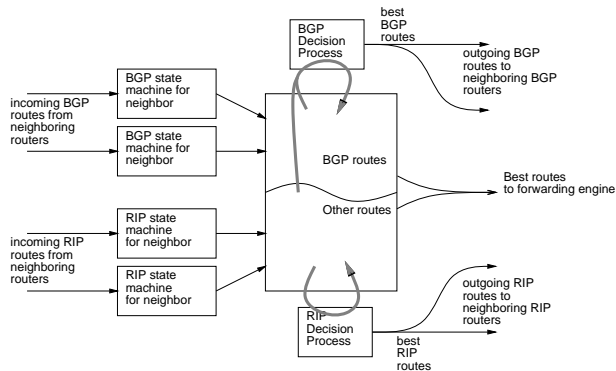 BGP
Decision
Process
best
BGP
routes
outgoing BGP
routes to
neighboring BGP
routers
BGP state
machine for
neighbor
incoming BGP
routes from
neighboring
routers
BGP state
machine for
neighbor
BGP routes
Best routes
to forwarding engine
Other routes
RIP state
machine
for neighbor
incoming RIP
routes from
neighboring
routers
RIP state
machine
for neighbor
outgoing RIP
routes to
neighboring RIP
routers
RIP
Decision
Process
best
RIP
routes